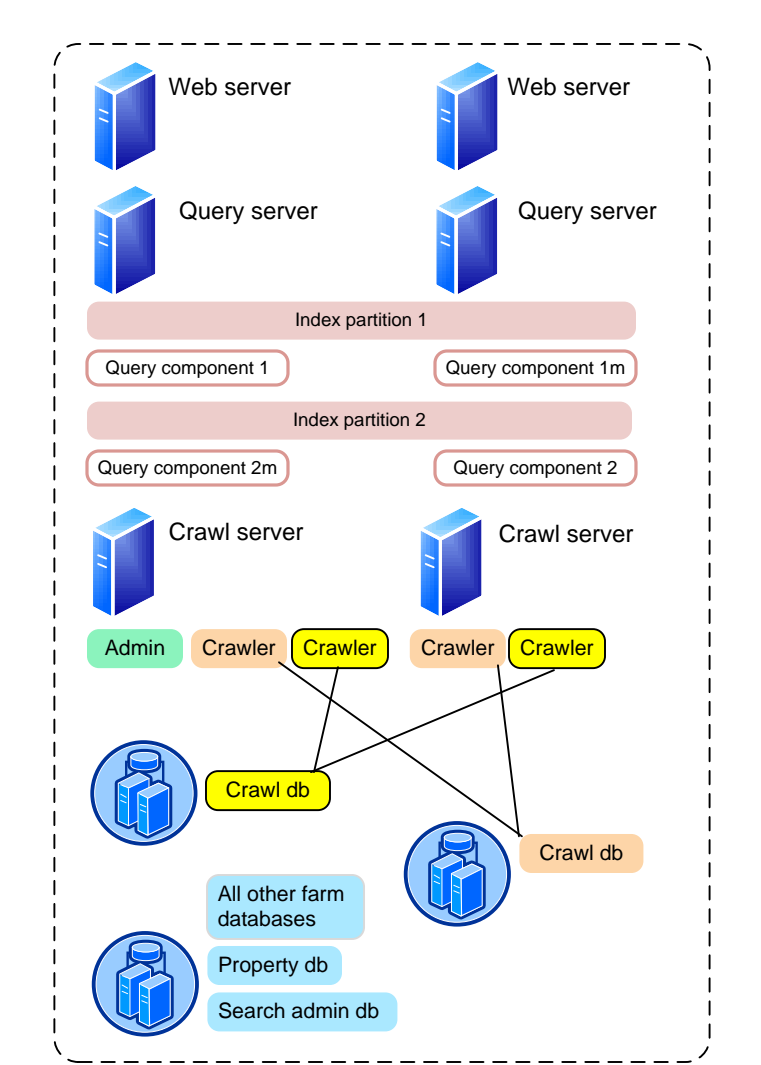 Web server
Web server
Query server
Query server
Index partition 1
Query component 1
Query component 1m
Index partition 2
Query component 2m
Query component 2
Crawl server
Crawl server
Admin
Crawler
Crawler
Crawler
Crawler
Crawl db
Crawl db
All other farm
databases
Property db
Search admin db